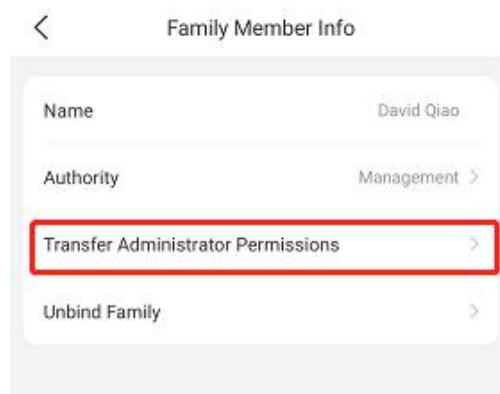 Family Member Info
Name David Qiao
Authority Management
Transfer Administrator Permissions
Unbind Family